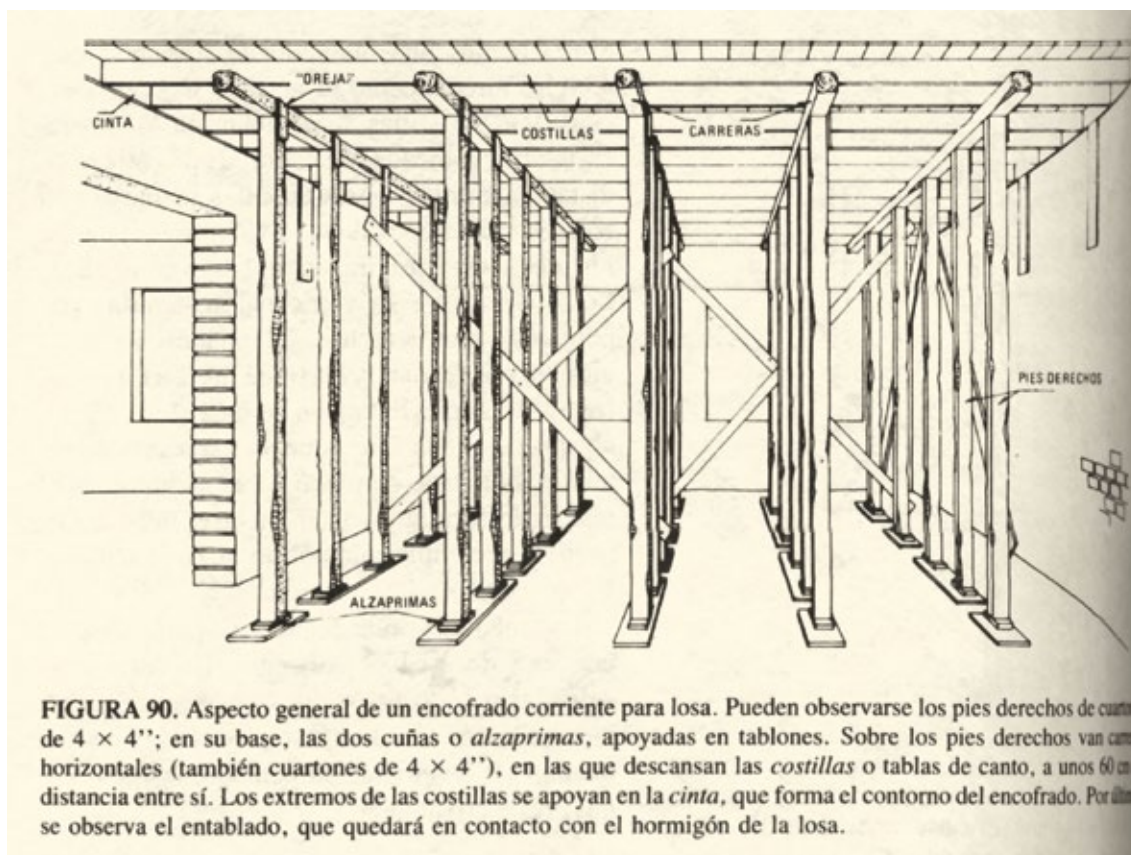 "OREJA"
CINTA
COSTILLAS
CARRERAS
PIES DERECHOS
ALZAPRIMAS
FIGURA 90. Aspecto general de un encofrado corriente para losa. Pueden observarse los pies derechos de
de 4 × 4''; en su base, las dos cuñas o alzaprimas, apoyadas en tablones. Sobre los pies derechos van
horizontales (también cuartones de 4 × 4''), en las que descansan las costillas o tablas de canto, a unos 60 cm
distancia entre sí. Los extremos de las costillas se apoyan en la cinta, que forma el contorno del encofrado.
se observa el entablado, que quedará en contacto con el hormigón de la losa.